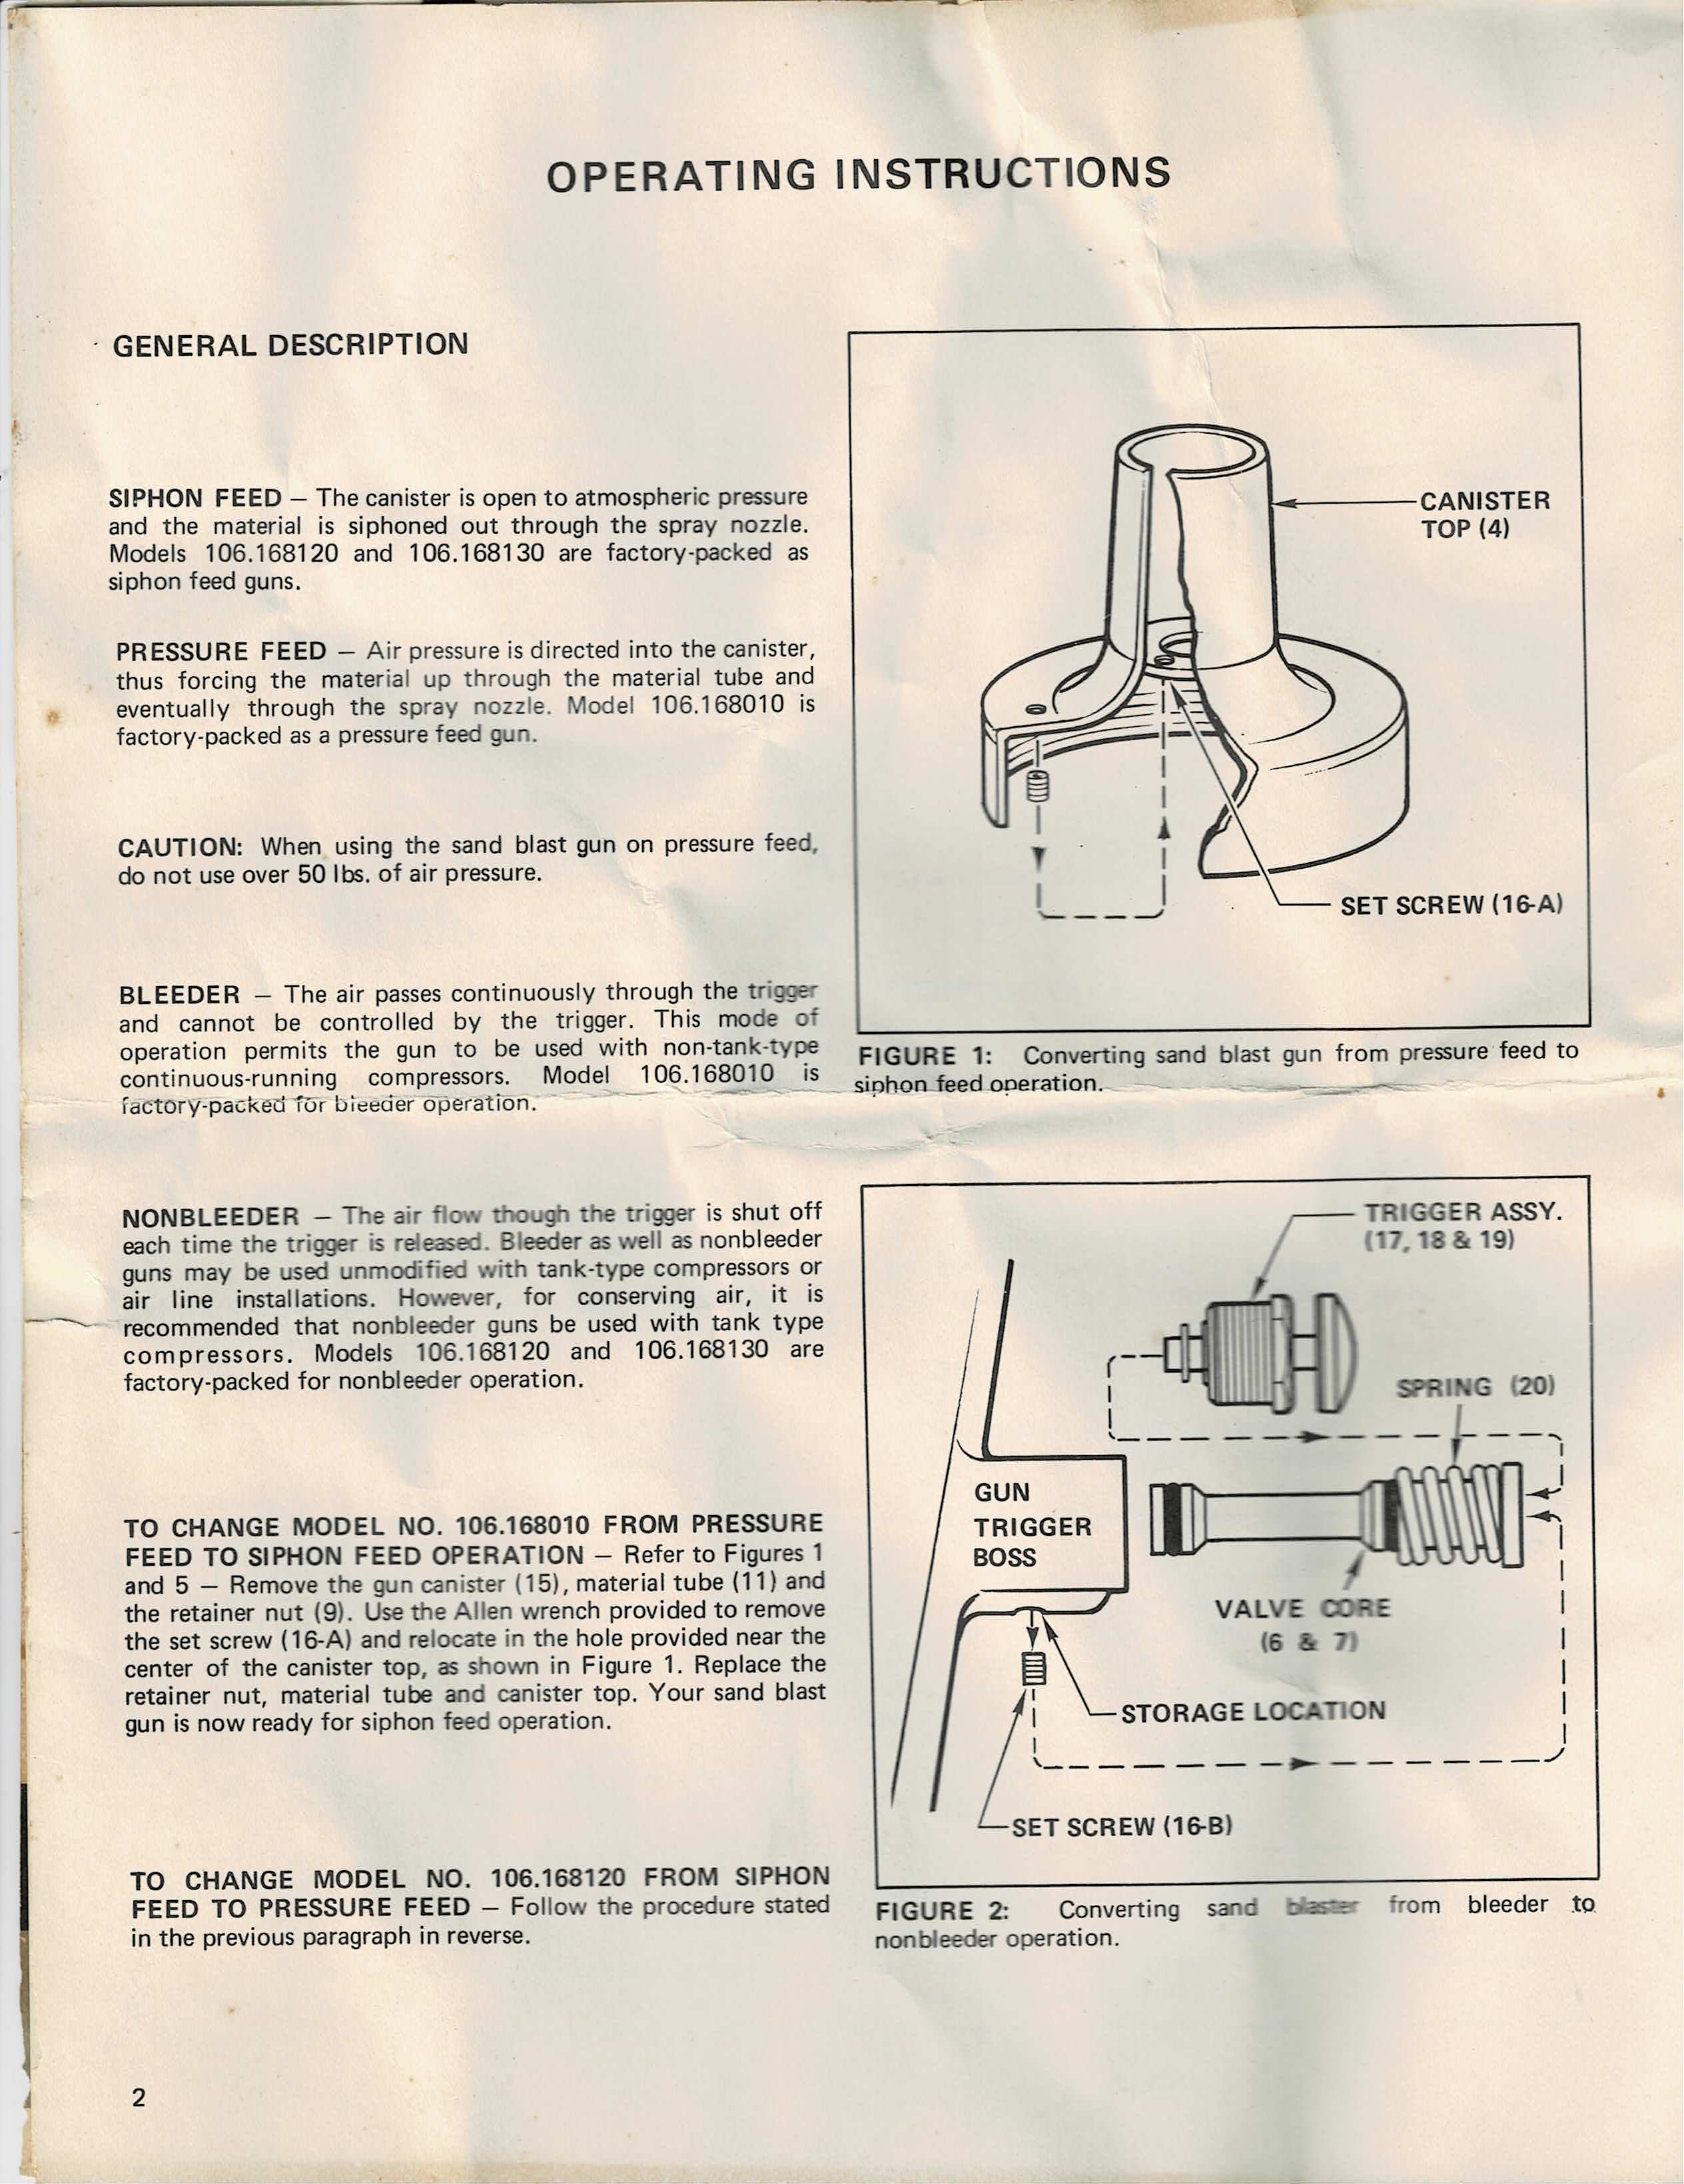 OPERATING INSTRUCTIONS
GENERAL DESCRIPTION
SIPHON FEED — The canister is open to atmospheric pressure
and the material is siphoned out through the spray nozzle.
Models 106.168120 and 106.168130 are factory-packed as
siphon feed guns.
PRESSURE FEED — Air pressure is directed into the canister,
thus forcing the material up through the material tube and
eventually through the spray nozzle. Model 106.168010 is
factory-packed as a pressure feed gun.
CAUTION: When using the sand blast gun on pressure feed,
do not use over 50 lbs. of air pressure.
BLEEDER — The air passes continuously through the trigger
and cannot be controlled by the trigger. This mode of
operation permits the gun to be used with non-tank-type
continuous-running compressors. Model 106.168010 is
factory-packed for bleeder operation.
NONBLEEDER — The air flow though the trigger is shut off
each time the trigger is released. Bleeder as well as nonbleeder
guns may be used unmodified with tank-type compressors or
air line installations. However, for conserving air, it is
recommended that nonbleeder guns be used with tank type
compressors. Models 106.168120 and 106.168130 are
factory-packed for nonbleeder operation.
TO CHANGE MODEL NO. 106.168010 FROM PRESSURE
FEED TO SIPHON FEED OPERATION — Refer to Figures 1
and 5 — Remove the gun canister (15), material tube (11) and
the retainer nut (9). Use the Allen wrench provided to remove
the set screw (16-A) and relocate in the hole provided near the
center of the canister top, as shown in Figure 1. Replace the
retainer nut, material tube and canister top. Your sand blast
gun is now ready for siphon feed operation.
TO CHANGE MODEL NO. 106.168120 FROM SIPHON
FEED TO PRESSURE FEED — Follow the procedure stated
in the previous paragraph in reverse.
CANISTER
TOP (4)
SET SCREW (16-A)
FIGURE 1: Converting sand blast gun from pressure feed to
siphon feed operation.
TRIGGER ASSY.
(17, 18 & 19)
SPRING (20)
GUN
TRIGGER
BOSS
VALVE CORE
(6 & 7)
STORAGE LOCATION
SET SCREW (16-B)
FIGURE 2: Converting sand blaster from bleeder to
nonbleeder operation.
2